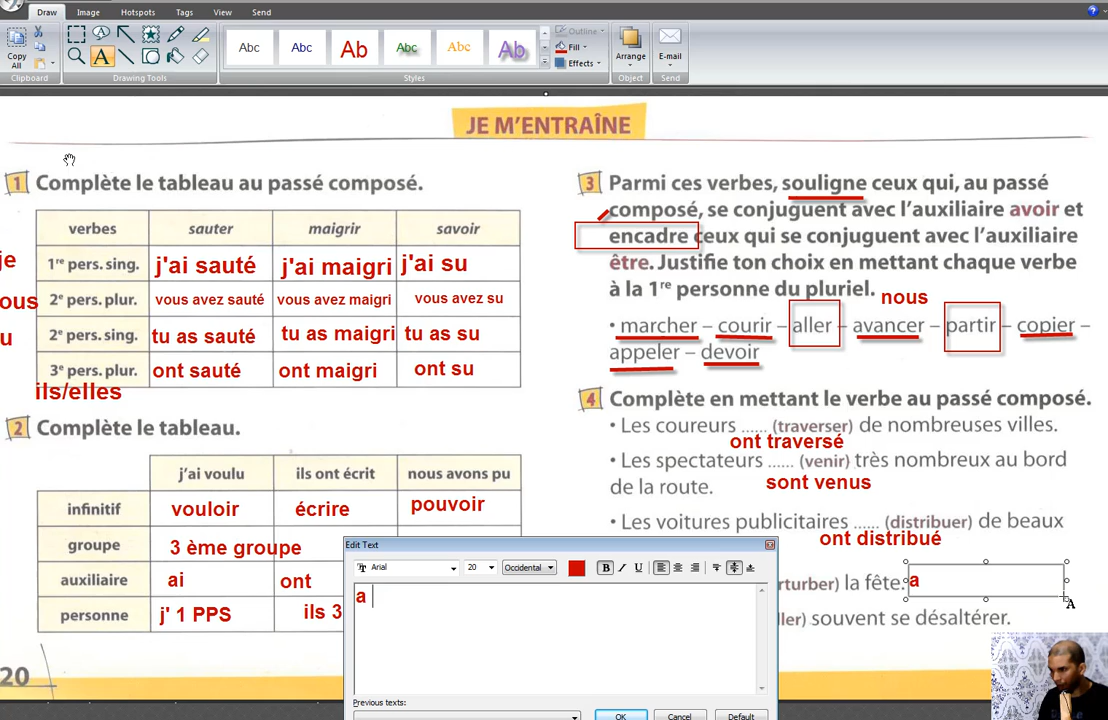 Draw Image Hotspots Tags View Send
Copy All
Abc Abc Ab Abc Abc Ab
Outline
Fill
Effects
Arrange
E-mail
Clipboard Drawing Tools Styles Object Send
JE M'ENTRAÎNE
1 Complète le tableau au passé composé.
verbes sauter maigrir savoir
je 1re pers. sing. j'ai sauté j'ai maigri j'ai su
ous 2e pers. plur. vous avez sauté vous avez maigri vous avez su
u 2e pers. sing. tu as sauté tu as maigri tu as su
3e pers. plur. ont sauté ont maigri ont su
ils/elles
2 Complète le tableau.
j'ai voulu ils ont écrit nous avons pu
infinitif vouloir écrire pouvoir
groupe 3 ème groupe
auxiliaire ai ont
personne j' 1 PPS ils 3
20
3 Parmi ces verbes, souligne ceux qui, au passé
composé, se conjuguent avec l'auxiliaire avoir et
encadre ceux qui se conjuguent avec l'auxiliaire
être. Justifie ton choix en mettant chaque verbe
à la 1re personne du pluriel. nous
• marcher – courir – aller – avancer – partir – copier –
appeler – devoir
4 Complète en mettant le verbe au passé composé.
• Les coureurs ...... (traverser) de nombreuses villes.
ont traversé
• Les spectateurs ...... (venir) très nombreux au bord
de la route. sont venus
• Les voitures publicitaires ...... (distribuer) de beaux
ont distribué
rturber) la fête. a
ller) souvent se désaltérer.
A
Edit Text
Arial 20 Occidental B I U
a
Previous texts:
OK Cancel Default